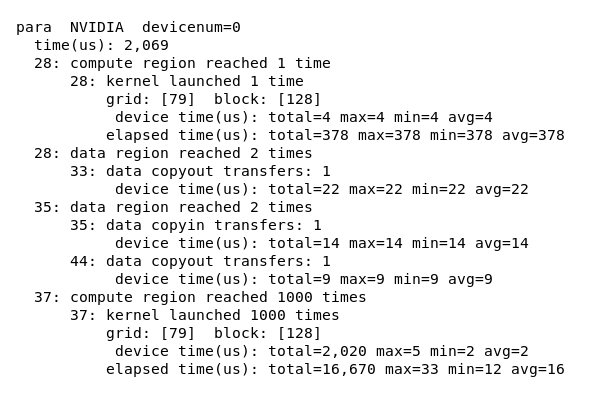 para  NVIDIA  devicenum=0
  time(us): 2,069
  28: compute region reached 1 time
      28: kernel launched 1 time
          grid: [79]  block: [128]
           device time(us): total=4 max=4 min=4 avg=4
          elapsed time(us): total=378 max=378 min=378 avg=378
  28: data region reached 2 times
      33: data copyout transfers: 1
           device time(us): total=22 max=22 min=22 avg=22
  35: data region reached 2 times
      35: data copyin transfers: 1
           device time(us): total=14 max=14 min=14 avg=14
      44: data copyout transfers: 1
           device time(us): total=9 max=9 min=9 avg=9
  37: compute region reached 1000 times
      37: kernel launched 1000 times
          grid: [79]  block: [128]
           device time(us): total=2,020 max=5 min=2 avg=2
          elapsed time(us): total=16,670 max=33 min=12 avg=16